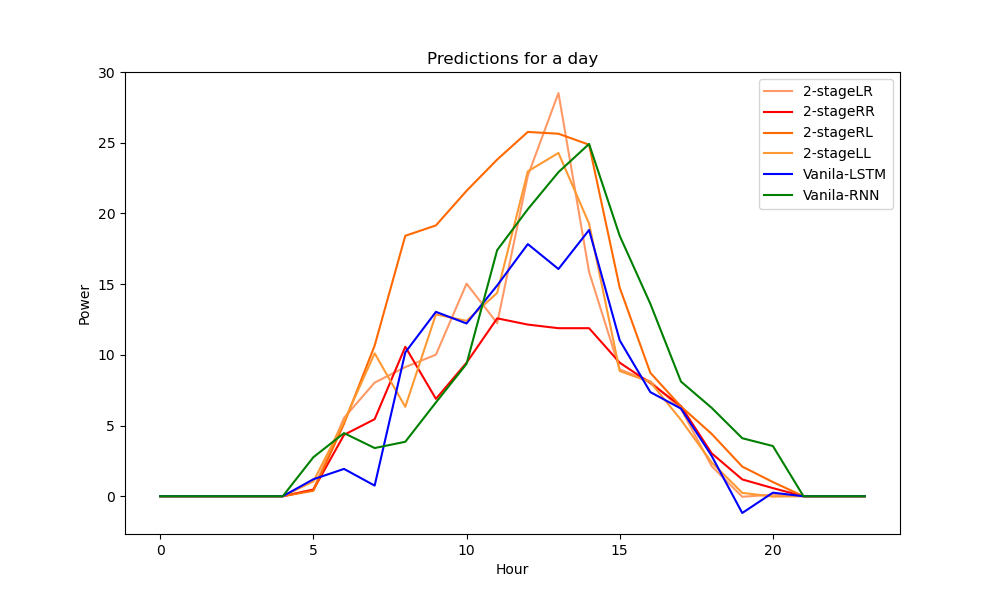 Predictions for a day
30
25
20
15
10
5
0
Power
0 5 10 15 20
Hour
2-stageLR
2-stageRR
2-stageRL
2-stageLL
Vanila-LSTM
Vanila-RNN